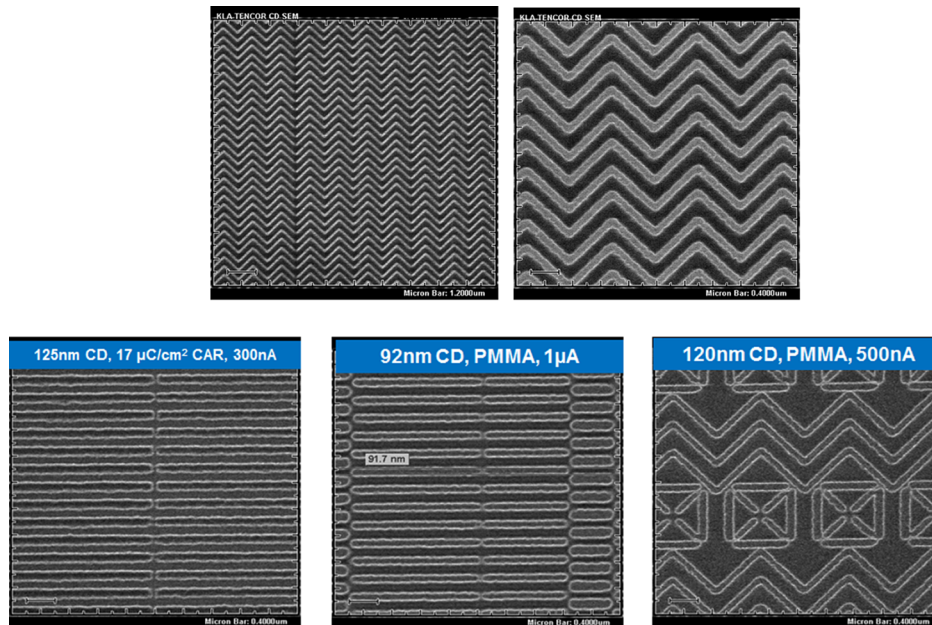 KLA-TENCOR CD SEM
KLA-TENCOR CD SEM
Micron Bar: 1.2000um
Micron Bar: 0.4000um
125nm CD, 17 µC/cm² CAR, 300nA
92nm CD, PMMA, 1µA
120nm CD, PMMA, 500nA
91.7 nm
Micron Bar: 0.4000um
Micron Bar: 0.4000um
Micron Bar: 0.4000um